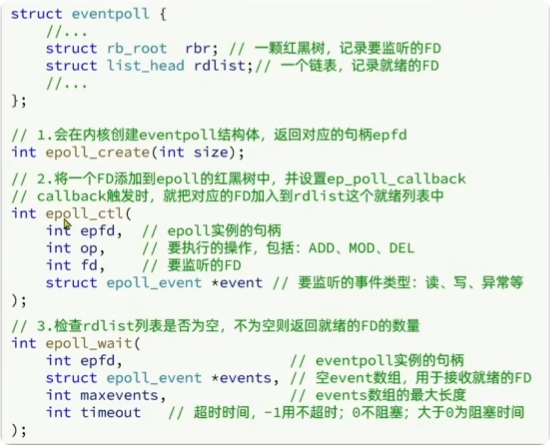 struct eventpoll {
//...
struct rb_root rbr; // 一颗红黑树，记录要监听的FD
struct list_head rdlist;// 一个链表，记录就绪的FD
//...
};
// 1.会在内核创建eventpoll结构体，返回对应的句柄epfd
int epoll_create(int size);
// 2.将一个FD添加到epoll的红黑树中，并设置ep_poll_callback
// callback触发时，就把对应的FD加入到rdlist这个就绪列表中
int epoll_ctl(
int epfd, // epoll实例的句柄
int op, // 要执行的操作，包括：ADD、MOD、DEL
int fd, // 要监听的FD
struct epoll_event *event // 要监听的事件类型：读、写、异常等
);
// 3.检查rdlist列表是否为空，不为空则返回就绪的FD的数量
int epoll_wait(
int epfd, // eventpoll实例的句柄
struct epoll_event *events, // 空event数组，用于接收就绪的FD
int maxevents, // events数组的最大长度
int timeout // 超时时间，-1用不超时；0不阻塞；大于0为阻塞时间
);